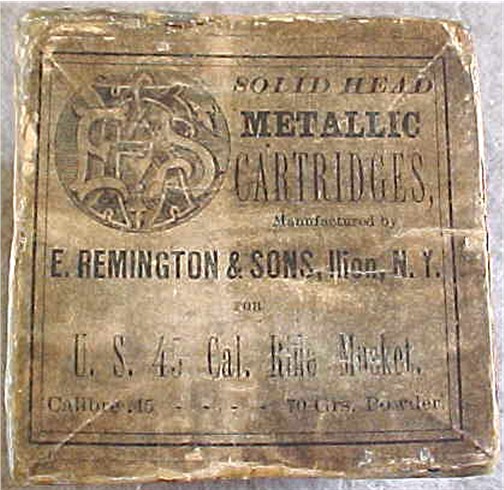 SOLID HEAD
METALLIC
CARTRIDGES,
Manufactured by
E. REMINGTON & SONS, Ilion, N. Y.
FOR
U. S. 45 Cal. Rifle Musket.
Calibre .45 - - - - 70 Grs. Powder